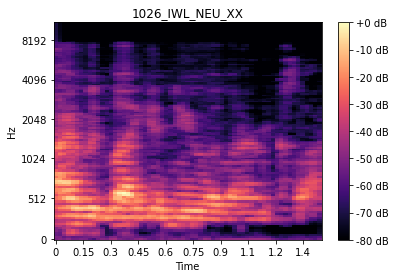 1026_IWL_NEU_XX
8192
4096
2048
1024
512
0
Hz
0 0.15 0.3 0.45 0.6 0.75 0.9 1.1 1.2 1.4
Time
+0 dB
-10 dB
-20 dB
-30 dB
-40 dB
-50 dB
-60 dB
-70 dB
-80 dB